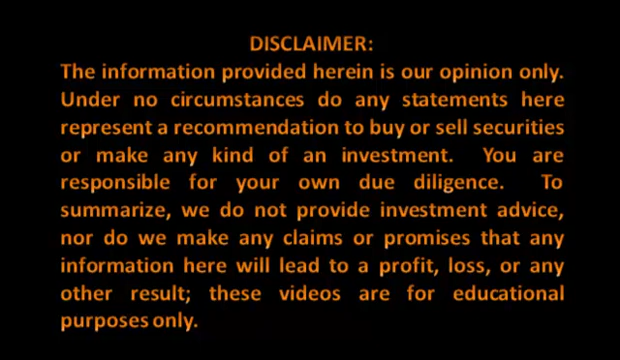 DISCLAIMER:
The information provided herein is our opinion only.
Under no circumstances do any statements here
represent a recommendation to buy or sell securities
or make any kind of an investment. You are
responsible for your own due diligence. To
summarize, we do not provide investment advice,
nor do we make any claims or promises that any
information here will lead to a profit, loss, or any
other result; these videos are for educational
purposes only.